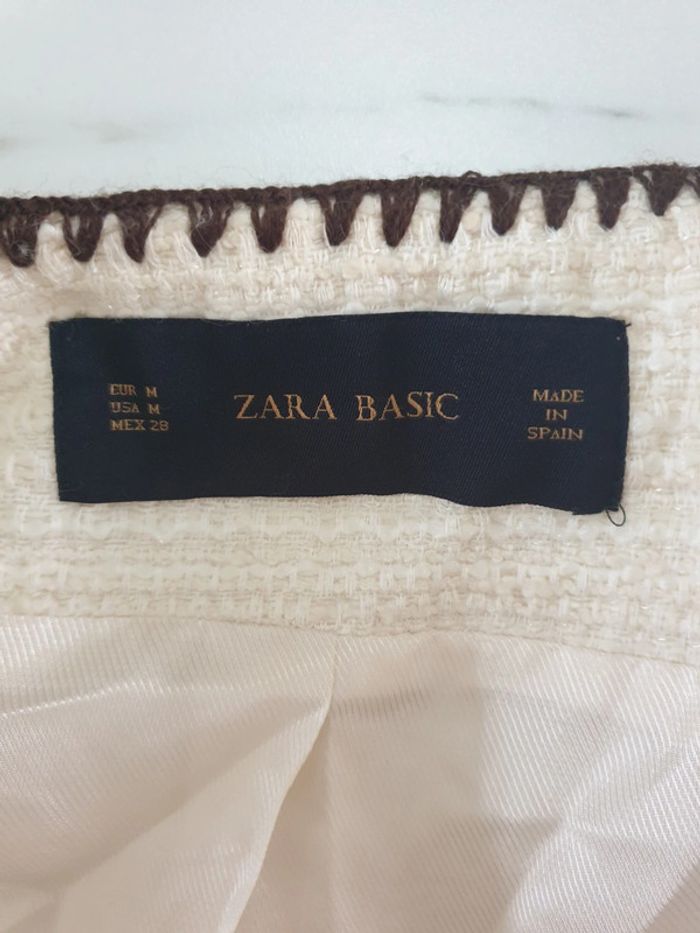 EUR M
USA M
MEX 28
ZARA BASIC
MADE
IN
SPAIN